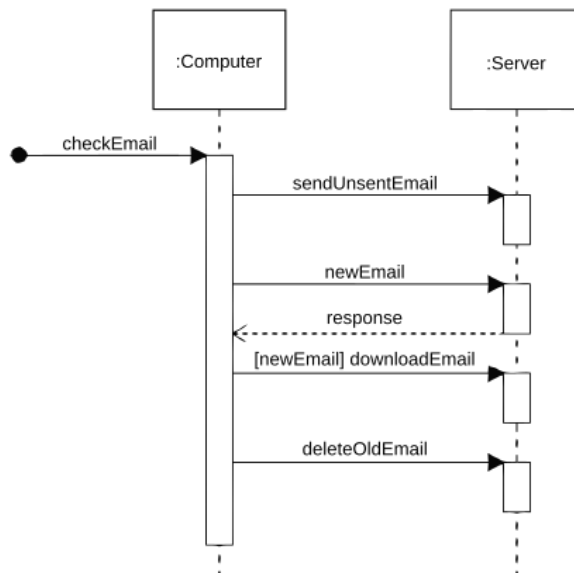 :Computer
:Server
checkEmail
sendUnsentEmail
newEmail
response
[newEmail] downloadEmail
deleteOldEmail